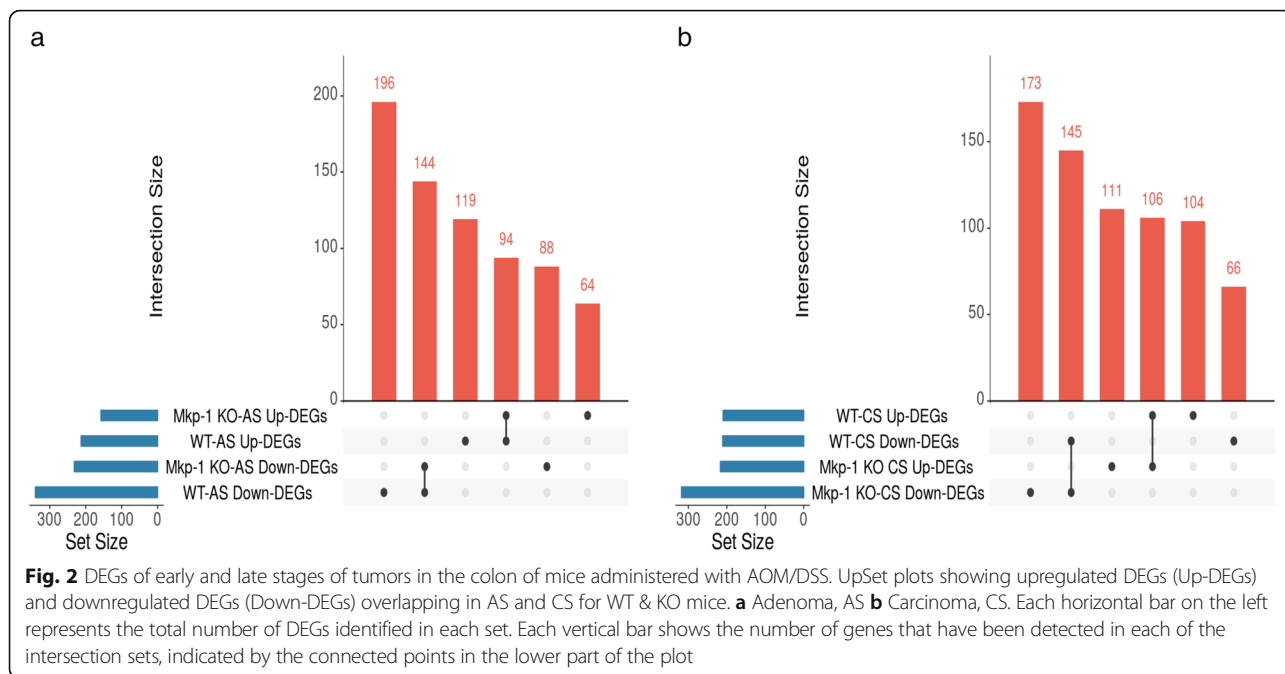 a
196
200
144
150
119
94
88
100
64
50
0
Intersection Size
Mkp-1 KO-AS Up-DEGs
WT-AS Up-DEGs
Mkp-1 KO-AS Down-DEGs
WT-AS Down-DEGs
300 200 100 0
Set Size
b
173
145
150
111
106
104
100
66
50
0
Intersection Size
WT-CS Up-DEGs
WT-CS Down-DEGs
Mkp-1 KO CS Up-DEGs
Mkp-1 KO-CS Down-DEGs
300 200 100 0
Set Size
Fig. 2 DEGs of early and late stages of tumors in the colon of mice administered with AOM/DSS. UpSet plots showing upregulated DEGs (Up-DEGs)
and downregulated DEGs (Down-DEGs) overlapping in AS and CS for WT & KO mice. a Adenoma, AS b Carcinoma, CS. Each horizontal bar on the left
represents the total number of DEGs identified in each set. Each vertical bar shows the number of genes that have been detected in each of the
intersection sets, indicated by the connected points in the lower part of the plot